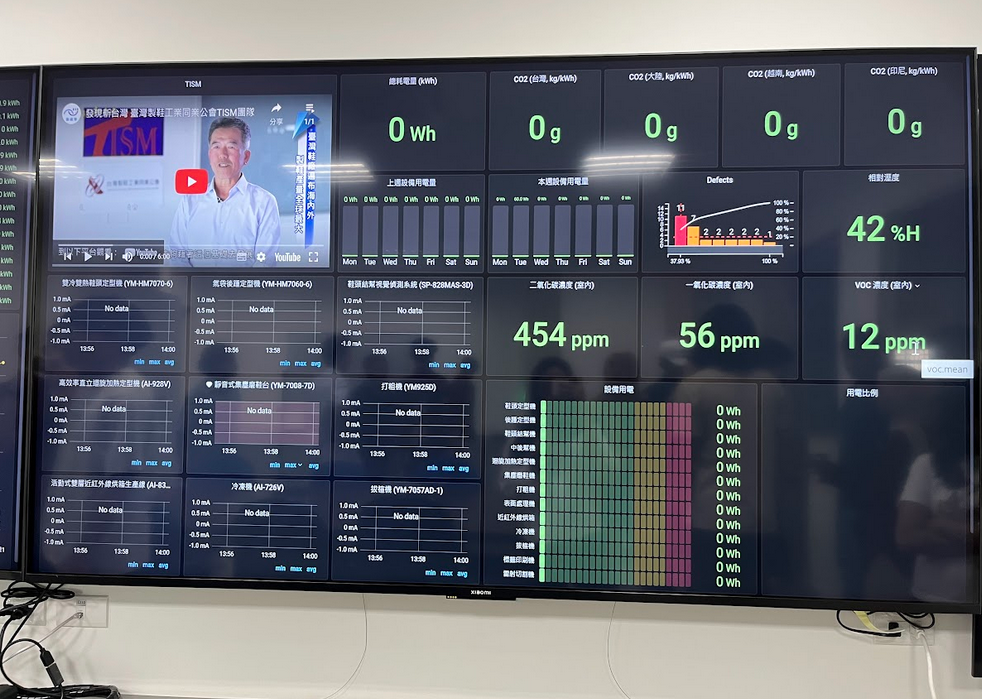 TISM
發現新台灣 臺灣製鞋工業同業公會TISM團隊
分享
1/1
TISM
臺灣鞋廠遍布海內外
製鞋產量全球最大
0:00 / 6:00
YouTube
總耗電量 (kWh)
0 Wh
CO2 (台灣, kg/kWh)
0 g
CO2 (大陸, kg/kWh)
0 g
CO2 (越南, kg/kWh)
0 g
CO2 (印尼, kg/kWh)
0 g
上週設備用電量
0 Wh 0 Wh 0 Wh 0 Wh 0 Wh 0 Wh 0 Wh
Mon Tue Wed Thu Fri Sat Sun
本週設備用電量
Mon Tue Wed Thu Fri Sat Sun
Defects
14
12
10
8
6
4
2
0
13 7 2 2 2 2 2 2 1
100 %
80 %
60 %
40 %
20 %
37.93 % 100 %
相對溼度
42 %H
雙冷雙熱鞋頭定型機 (YM-HM7070-6)
1.0 mA
0.5 mA
0 mA
-0.5 mA
-1.0 mA
No data
13:56 13:58 14:00
min max avg
氣袋後踵定型機 (YM-HM7060-6)
1.0 mA
0.5 mA
0 mA
-0.5 mA
-1.0 mA
No data
13:56 13:58 14:00
min max avg
鞋頭結幫視覺偵測系統 (SP-828MAS-3D)
1.0 mA
0.5 mA
0 mA
-0.5 mA
-1.0 mA
No data
13:56 13:58 14:00
min max avg
二氧化碳濃度 (室內)
454 ppm
一氧化碳濃度 (室內)
56 ppm
VOC 濃度 (室內)
12 ppm
voc.mean
高效率直立迴旋加熱定型機 (AI-928V)
1.0 mA
0.5 mA
0 mA
-0.5 mA
-1.0 mA
No data
13:56 13:58 14:00
min max avg
靜音式集塵磨鞋台 (YM-7008-7D)
1.0 mA
0.5 mA
0 mA
-0.5 mA
-1.0 mA
No data
13:56 13:58 14:00
min max avg
打粗機 (YM925D)
1.0 mA
0.5 mA
0 mA
-0.5 mA
-1.0 mA
No data
13:56 13:58 14:00
min max avg
活動式雙層近紅外線烘箱生產線 (AI-83...
1.0 mA
0.5 mA
0 mA
-0.5 mA
-1.0 mA
No data
13:56 13:58 14:00
min max avg
冷凍機 (AI-726V)
1.0 mA
0.5 mA
0 mA
-0.5 mA
-1.0 mA
No data
13:56 13:58 14:00
min max avg
拔楦機 (YM-7057AD-1)
1.0 mA
0.5 mA
0 mA
-0.5 mA
-1.0 mA
No data
13:56 13:58 14:00
min max avg
設備用電
鞋頭定型機 0 Wh
後踵定型機 0 Wh
鞋頭結幫機 0 Wh
中後幫機 0 Wh
迴旋加熱定型機 0 Wh
集塵磨鞋機 0 Wh
打粗機 0 Wh
表面處理機 0 Wh
近紅外線烘箱 0 Wh
冷凍機 0 Wh
拔楦機 0 Wh
標籤印刷機 0 Wh
雷射切割機 0 Wh
用電比例
XIAOMI